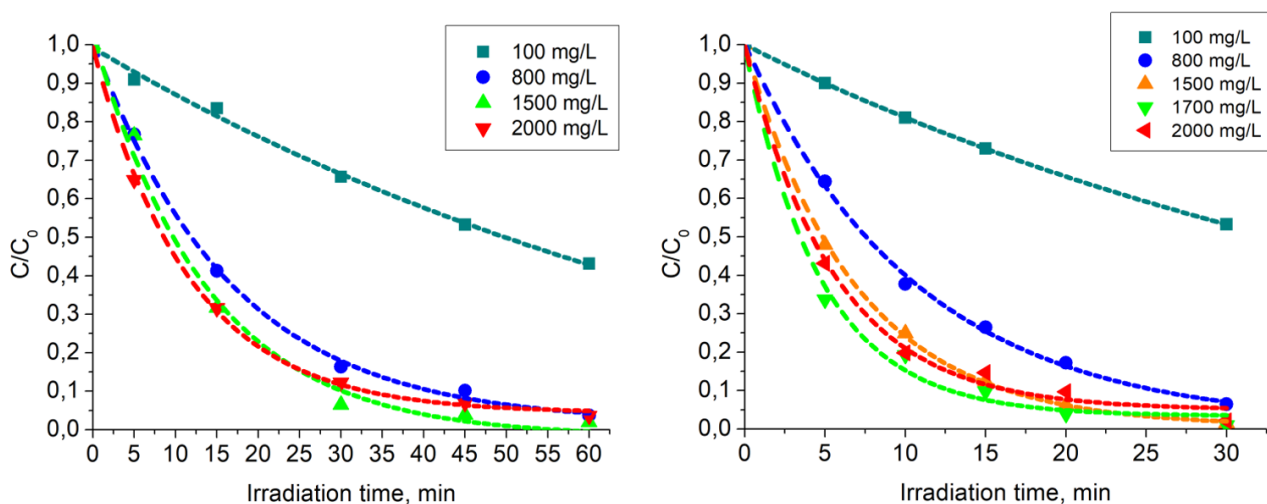 1,0
0,9
0,8
0,7
0,6
0,5
0,4
0,3
0,2
0,1
0,0
C/C₀
0 5 10 15 20 25 30 35 40 45 50 55 60
Irradiation time, min
100 mg/L
800 mg/L
1500 mg/L
2000 mg/L
1,0
0,9
0,8
0,7
0,6
0,5
0,4
0,3
0,2
0,1
0,0
C/C₀
0 5 10 15 20 25 30
Irradiation time, min
100 mg/L
800 mg/L
1500 mg/L
1700 mg/L
2000 mg/L